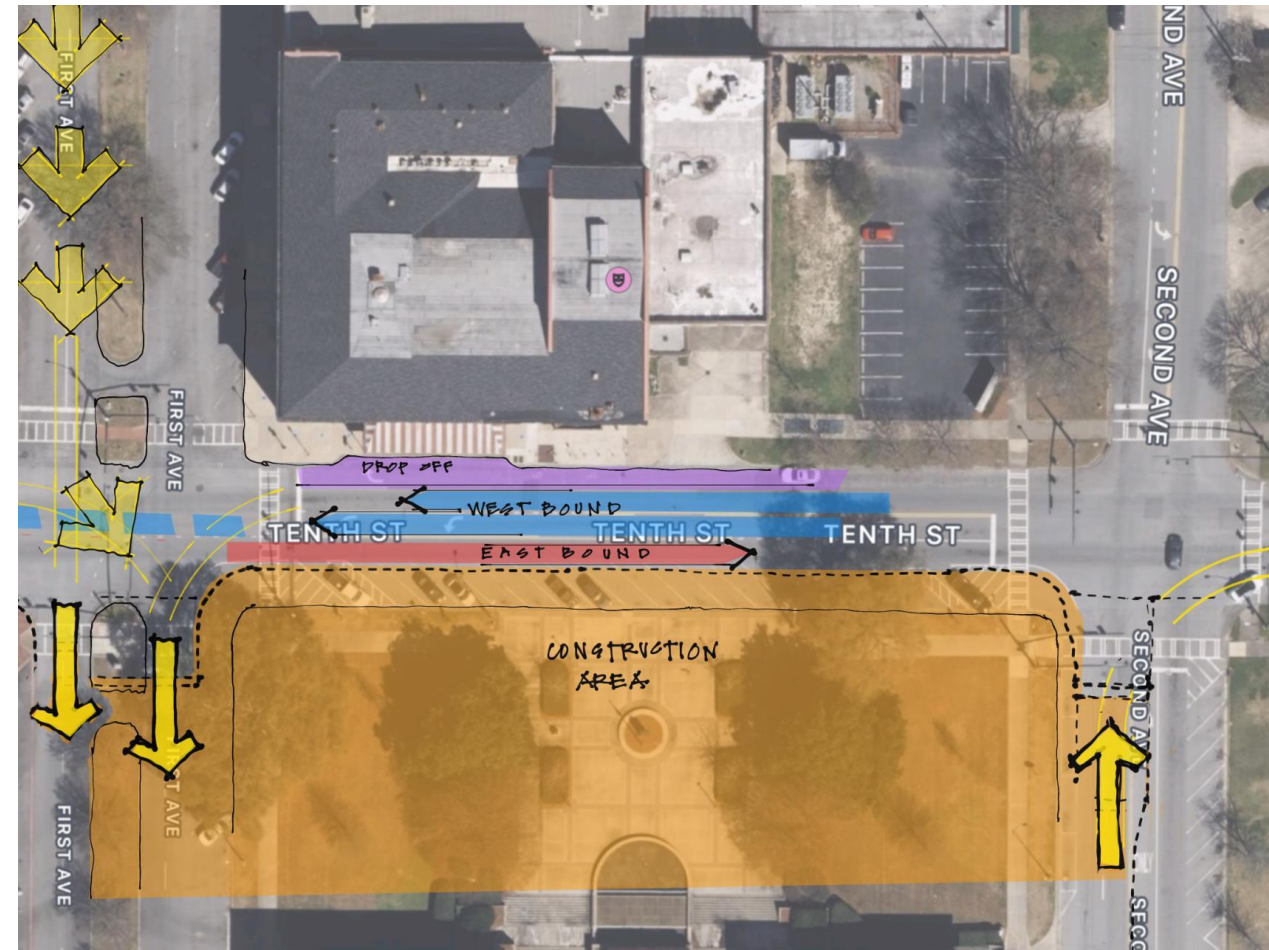 FIRST AVE
ND AVE
SECOND AVE
FIRST AVE
DROP OFF
WEST BOUND
TENTH ST
TENTH ST
TENTH ST
EAST BOUND
CONSTRUCTION
AREA
SECOND AV
FIRST AVE
RST AVE
SECO